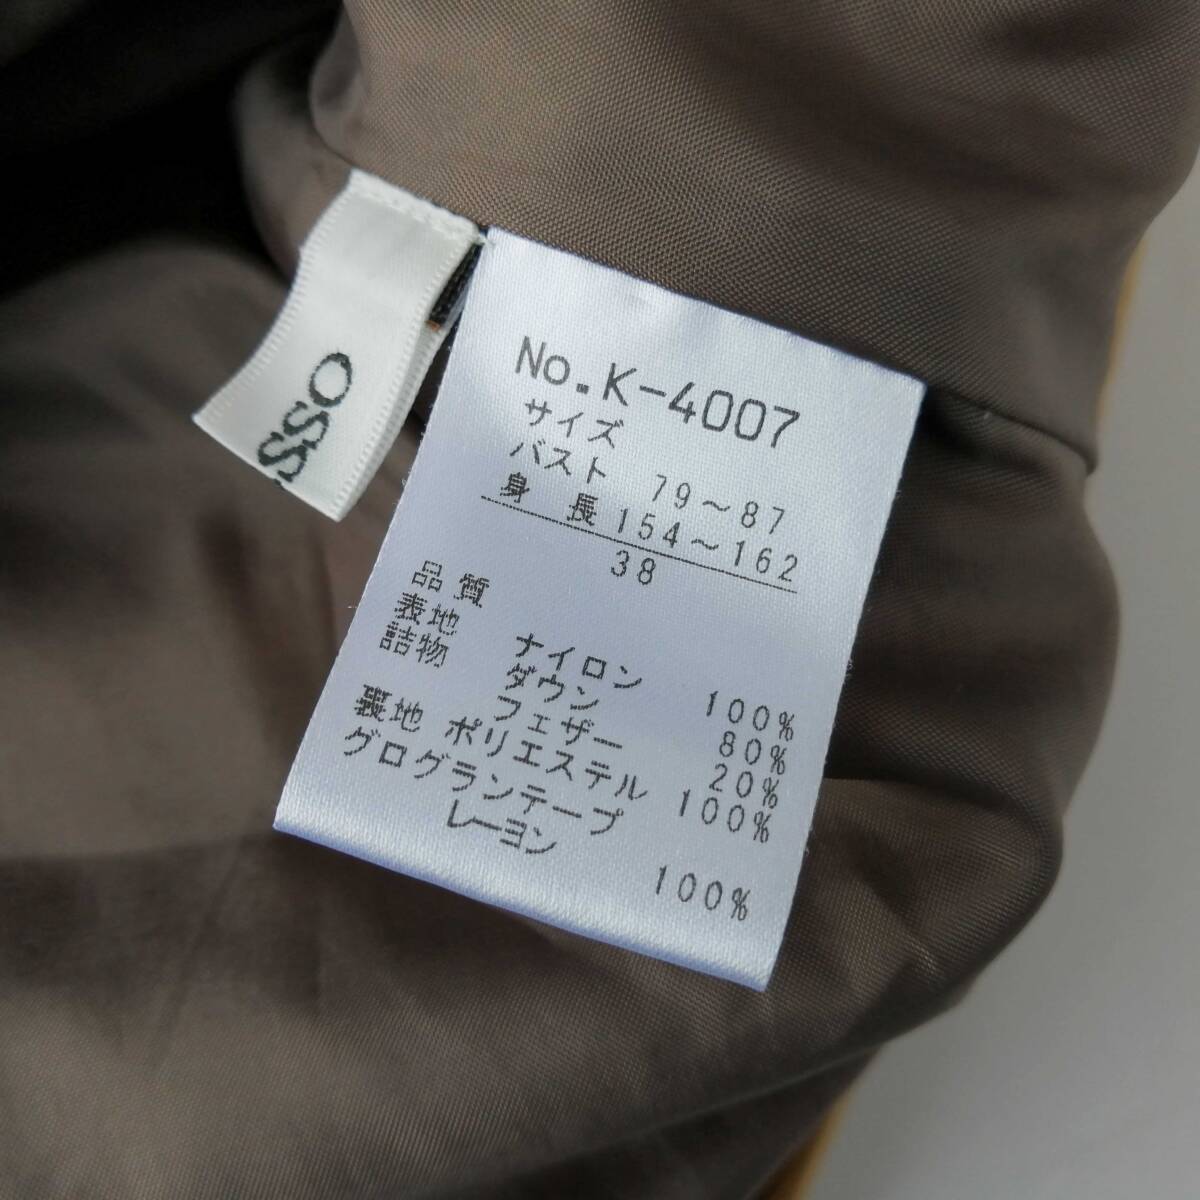 No.K-4007
サイズ
バスト 79～87
身長 154～162
38
品質
表地 ナイロン 100%
詰物 ダウン 80%
フェザー 20%
裏地 ポリエステル 100%
グログランテープ
レーヨン 100%
OSS